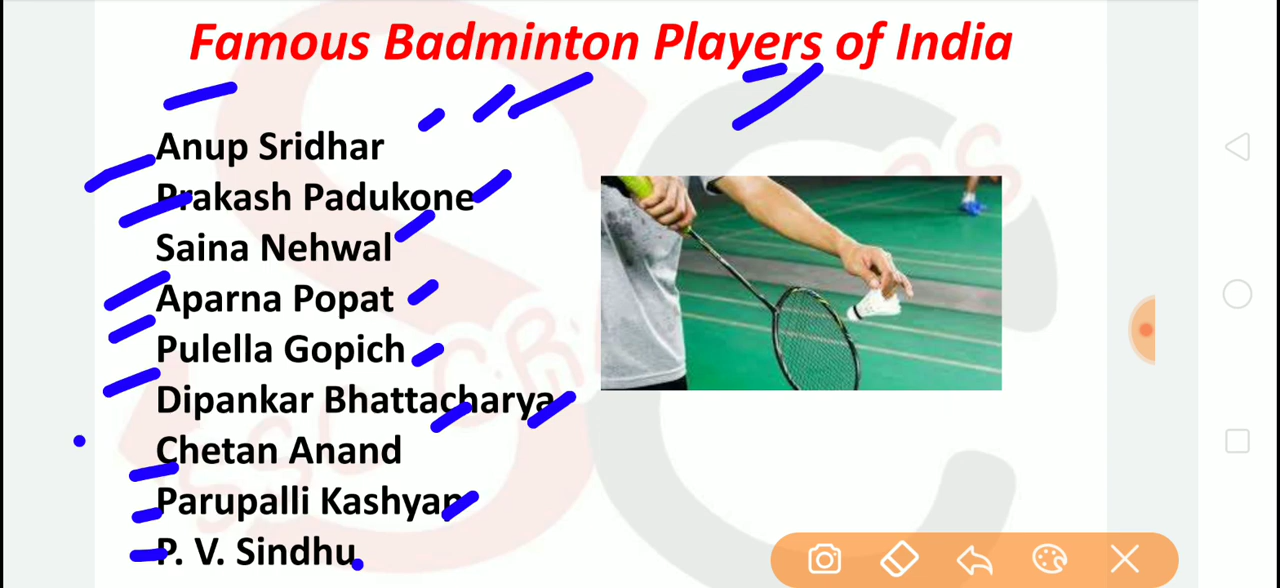 Famous Badminton Players of India
Anup Sridhar
Prakash Padukone
Saina Nehwal
Aparna Popat
Pulella Gopich
Dipankar Bhattacharya
Chetan Anand
Parupalli Kashyap
P. V. Sindhu